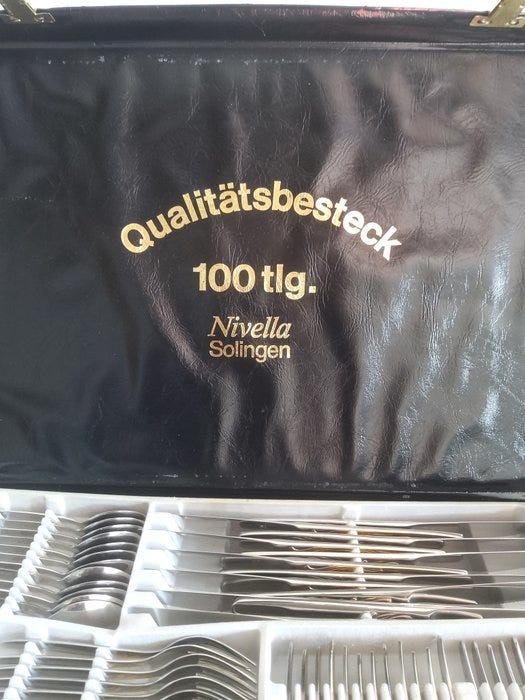 Qualitätsbesteck
100 tlg.
Nivella
Solingen